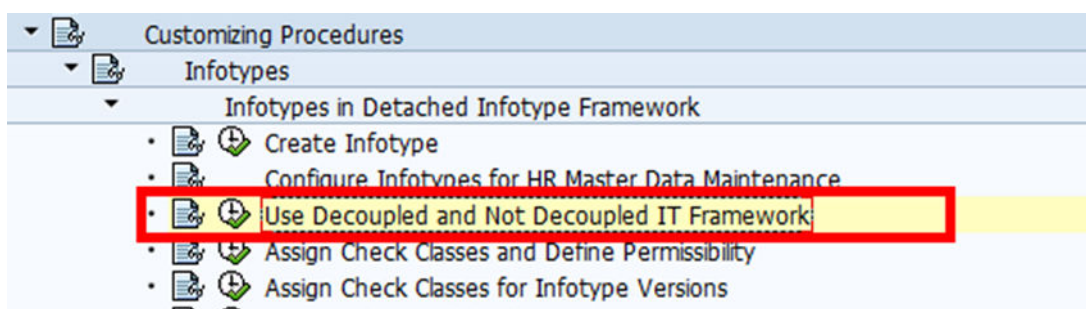 Customizing Procedures
Infotypes
Infotypes in Detached Infotype Framework
Create Infotype
Configure Infotypes for HR Master Data Maintenance
Use Decoupled and Not Decoupled IT Framework
Assign Check Classes and Define Permissibility
Assign Check Classes for Infotype Versions